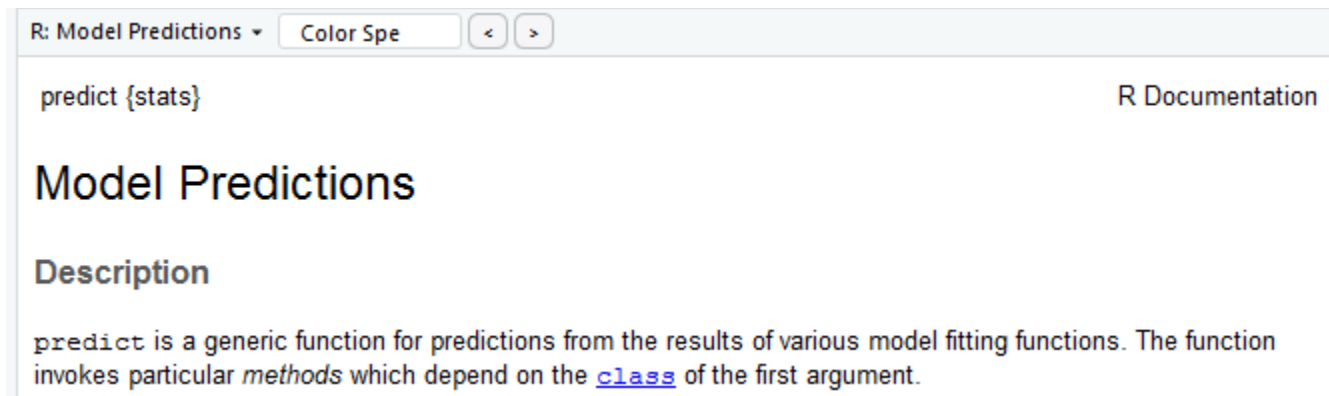 R: Model Predictions Color Spe < >
predict {stats} R Documentation
Model Predictions
Description
predict is a generic function for predictions from the results of various model fitting functions. The function
invokes particular methods which depend on the class of the first argument.